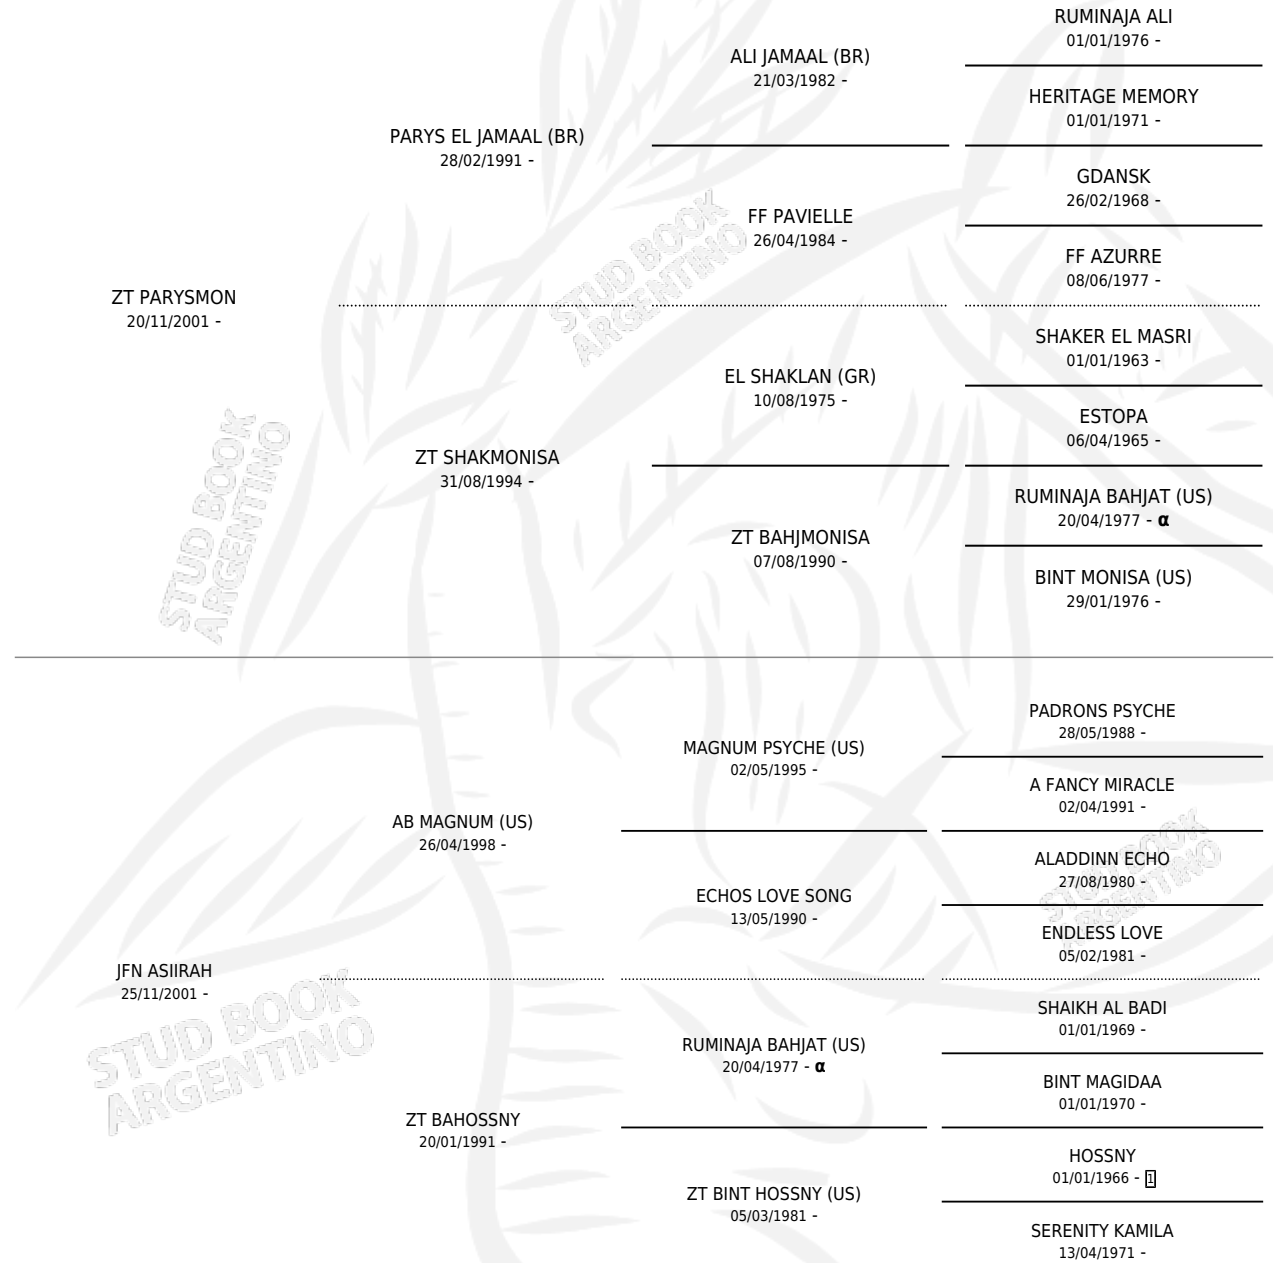 RUMINAJA ALI
01/01/1976 -
ALI JAMAAL (BR)
21/03/1982 -
HERITAGE MEMORY
01/01/1971 -
PARYS EL JAMAAL (BR)
28/02/1991 -
GDANSK
26/02/1968 -
FF PAVIELLE
26/04/1984 -
FF AZURRE
08/06/1977 -
ZT PARYSMON
20/11/2001 -
SHAKER EL MASRI
01/01/1963 -
EL SHAKLAN (GR)
10/08/1975 -
ESTOPA
06/04/1965 -
ZT SHAKMONISA
31/08/1994 -
RUMINAJA BAHJAT (US)
20/04/1977 - α
ZT BAHJMONISA
07/08/1990 -
BINT MONISA (US)
29/01/1976 -
PADRONS PSYCHE
28/05/1988 -
MAGNUM PSYCHE (US)
02/05/1995 -
A FANCY MIRACLE
02/04/1991 -
AB MAGNUM (US)
26/04/1998 -
ALADDINN ECHO
27/08/1980 -
ECHOS LOVE SONG
13/05/1990 -
ENDLESS LOVE
05/02/1981 -
JFN ASIIRAH
25/11/2001 -
SHAIKH AL BADI
01/01/1969 -
RUMINAJA BAHJAT (US)
20/04/1977 - α
BINT MAGIDAA
01/01/1970 -
ZT BAHOSSNY
20/01/1991 -
HOSSNY
01/01/1966 - 1
ZT BINT HOSSNY (US)
05/03/1981 -
SERENITY KAMILA
13/04/1971 -
STUD BOOK
ARGENTINO
STUD BOOK
ARGENTINO
STUD BOOK
ARGENTINO
STUD BOOK
ARGENTINO